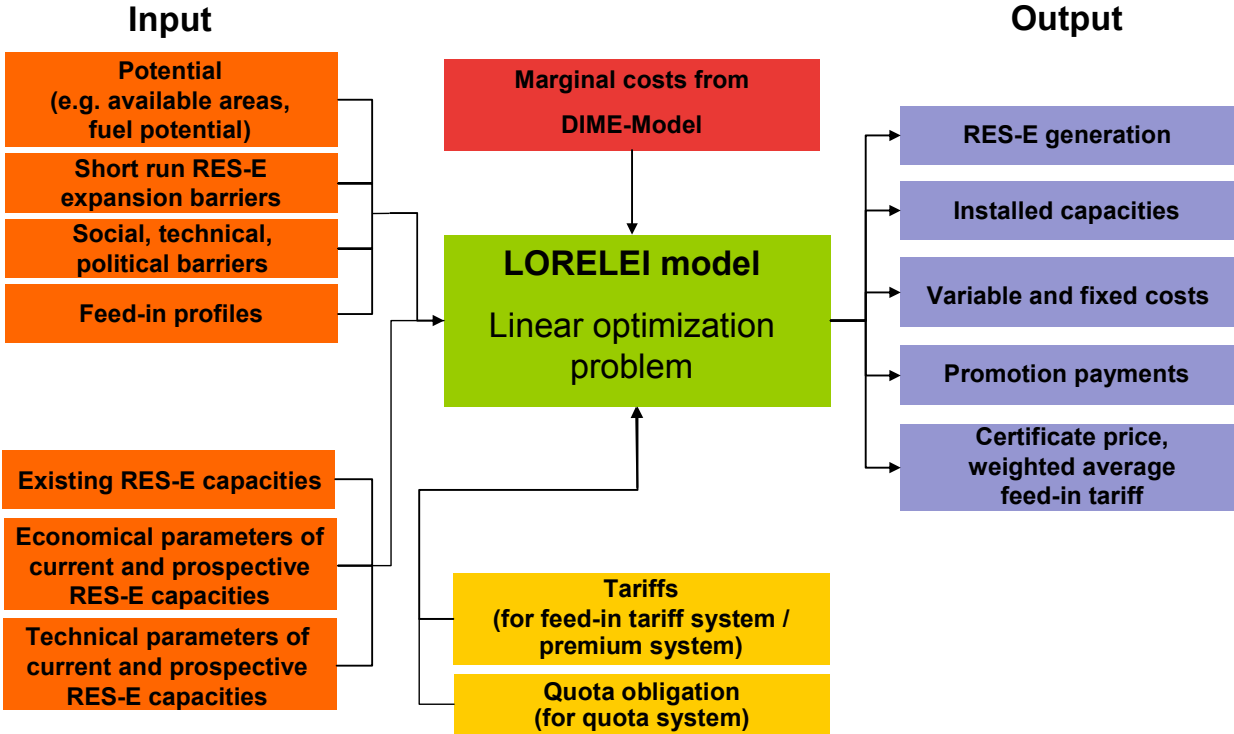 Input
Potential
(e.g. available areas,
fuel potential)
Short run RES-E
expansion barriers
Social, technical,
political barriers
Feed-in profiles
Existing RES-E capacities
Economical parameters of
current and prospective
RES-E capacities
Technical parameters of
current and prospective
RES-E capacities
Marginal costs from
DIME-Model
LORELEI model
Linear optimization
problem
Tariffs
(for feed-in tariff system /
premium system)
Quota obligation
(for quota system)
Output
RES-E generation
Installed capacities
Variable and fixed costs
Promotion payments
Certificate price,
weighted average
feed-in tariff